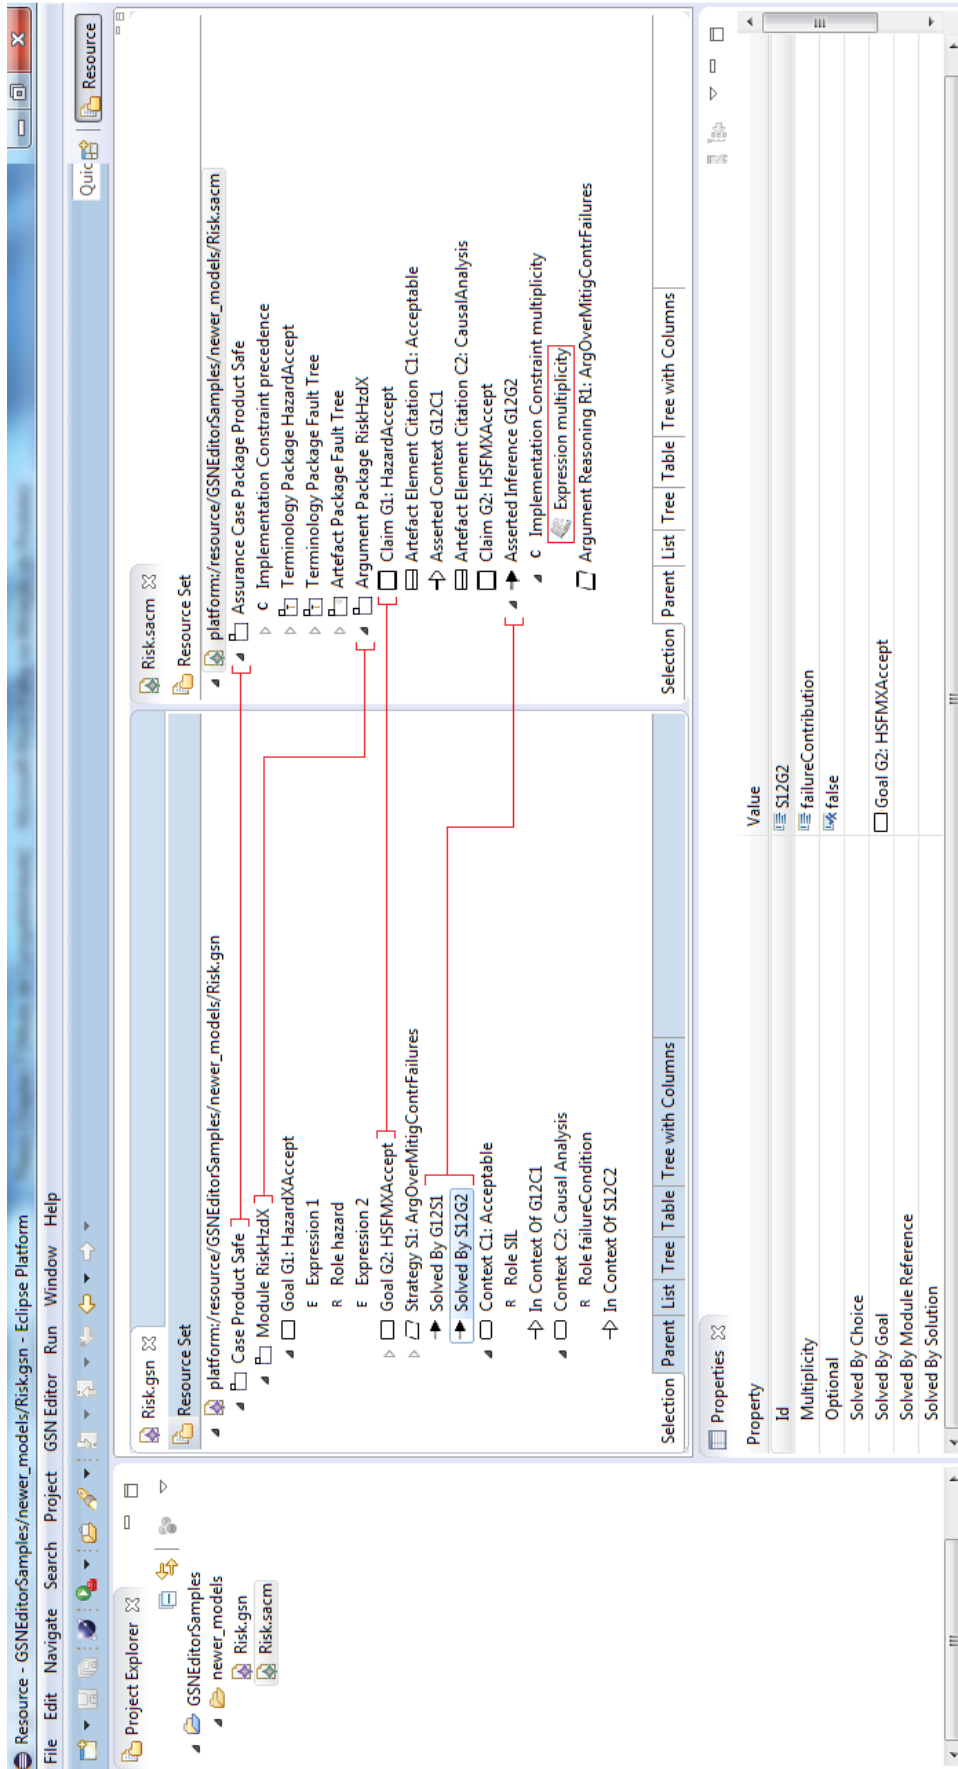 Resource - GSNEditorSamples/newer_models/Risk.gsn - Eclipse Platform
File Edit Navigate Search Project GSN Editor Run Window Help
Quic
Resource
Project Explorer
GSNEditorSamples
newer_models
Risk.gsn
Risk.sacm
Risk.gsn
Resource Set
platform:/resource/GSNEditorSamples/newer_models/Risk.gsn
Case Product Safe
Module RiskHzdX
Goal G1: HazardXAccept
E Expression 1
R Role hazard
E Expression 2
Goal G2: HSFMXAccept
Strategy S1: ArgOverMitigContrFailures
Solved By G12S1
Solved By S12G2
Context C1: Acceptable
R Role SIL
In Context Of G12C1
Context C2: Causal Analysis
R Role failureCondition
In Context Of S12C2
Selection Parent List Tree Table Tree with Columns
Risk.sacm
Resource Set
platform:/resource/GSNEditorSamples/newer_models/Risk.sacm
Assurance Case Package Product Safe
C Implementation Constraint precedence
Terminology Package HazardAccept
Terminology Package Fault Tree
Artefact Package Fault Tree
Argument Package RiskHzdX
Claim G1: HazardAccept
Artefact Element Citation C1: Acceptable
Asserted Context G12C1
Artefact Element Citation C2: CausalAnalysis
Claim G2: HSFMXAccept
Asserted Inference G12G2
C Implementation Constraint multiplicity
Expression multiplicity
Argument Reasoning R1: ArgOverMitigContrFailures
Selection Parent List Tree Table Tree with Columns
Properties
Property Value
Id S12G2
Multiplicity failureContribution
Optional false
Solved By Choice
Solved By Goal Goal G2: HSFMXAccept
Solved By Module Reference
Solved By Solution